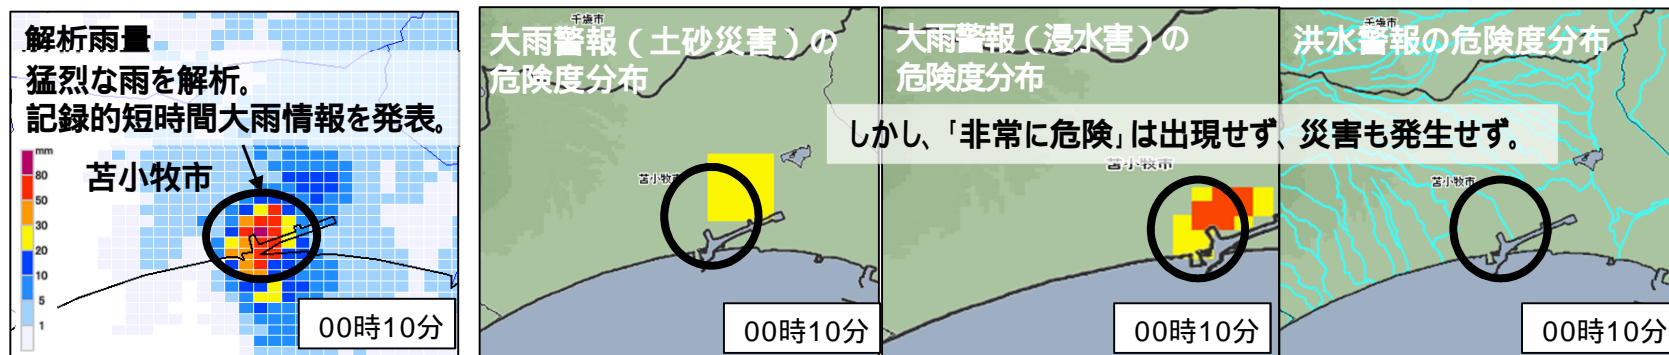 解析雨量
猛烈な雨を解析。
記録的短時間大雨情報を発表。
mm
80
50
30
20
10
5
1
苫小牧市
00時10分
千歳市
大雨警報（土砂災害）の
危険度分布
苫小牧市
00時10分
大雨警報（浸水害）の
危険度分布
しかし、「非常に危険」は出現せず、災害も発生せず。
苫小牧市
00時10分
千歳市
洪水警報の危険度分布
苫小牧市
00時10分